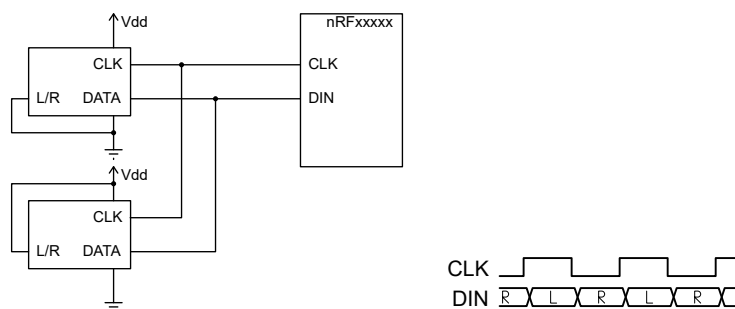 Vdd
nRFxxxxx
CLK
CLK
L/R DATA
DIN
Vdd
CLK
L/R DATA
CLK
DIN R L R L R